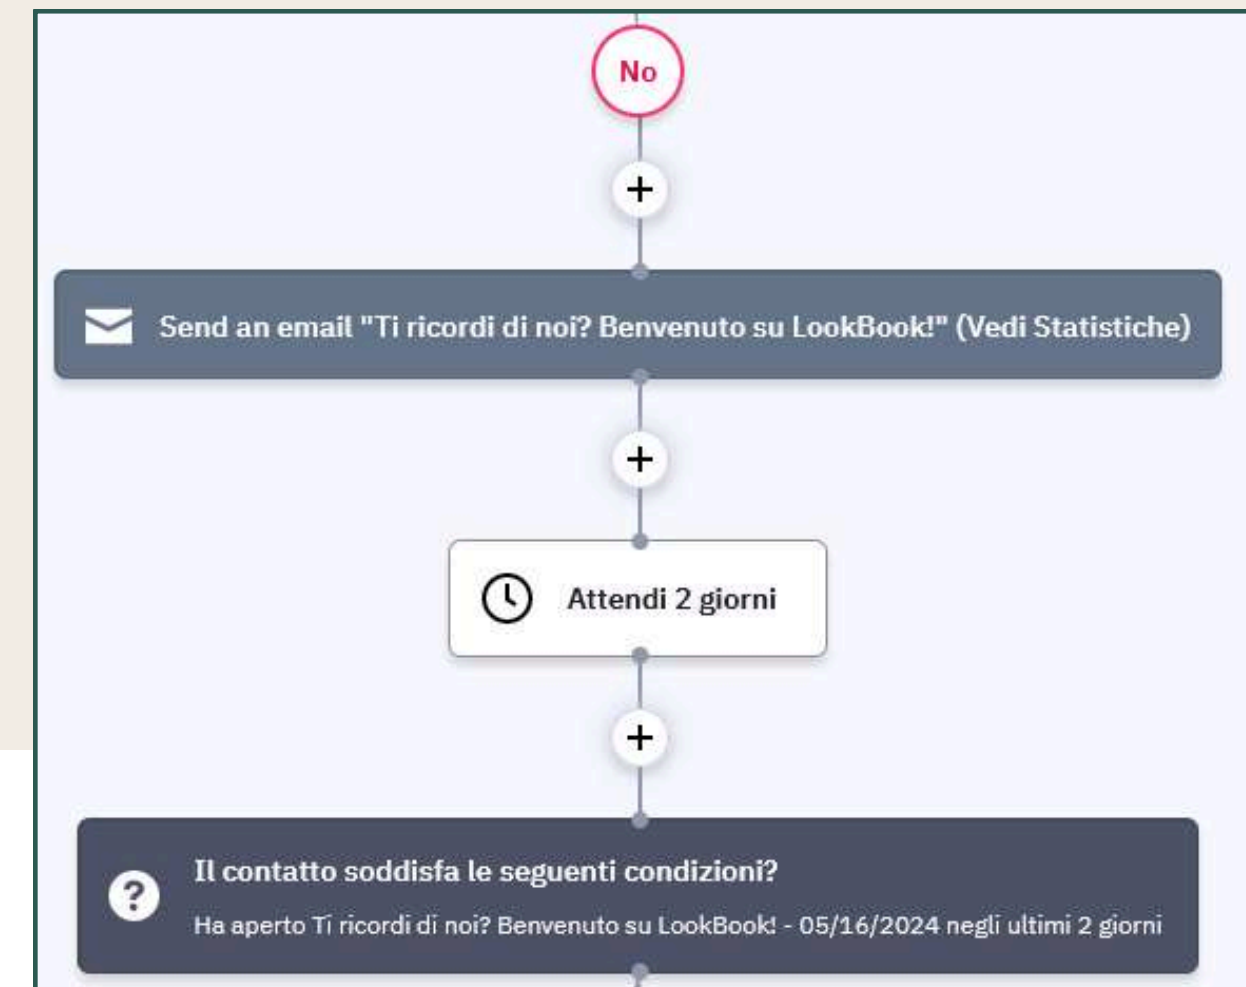 No
+
Send an email "Ti ricordi di noi? Benvenuto su LookBook!" (Vedi Statistiche)
+
Attendi 2 giorni
+
?
Il contatto soddisfa le seguenti condizioni?
Ha aperto Ti ricordi di noi? Benvenuto su LookBook! - 05/16/2024 negli ultimi 2 giorni